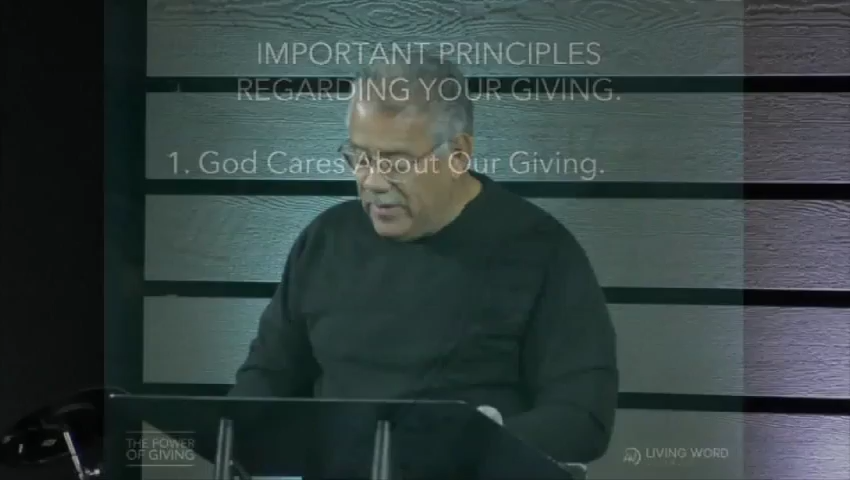 IMPORTANT PRINCIPLES
REGARDING YOUR GIVING.
1. God Cares About Our Giving.
THE POWER
OF GIVING
LIVING WORD